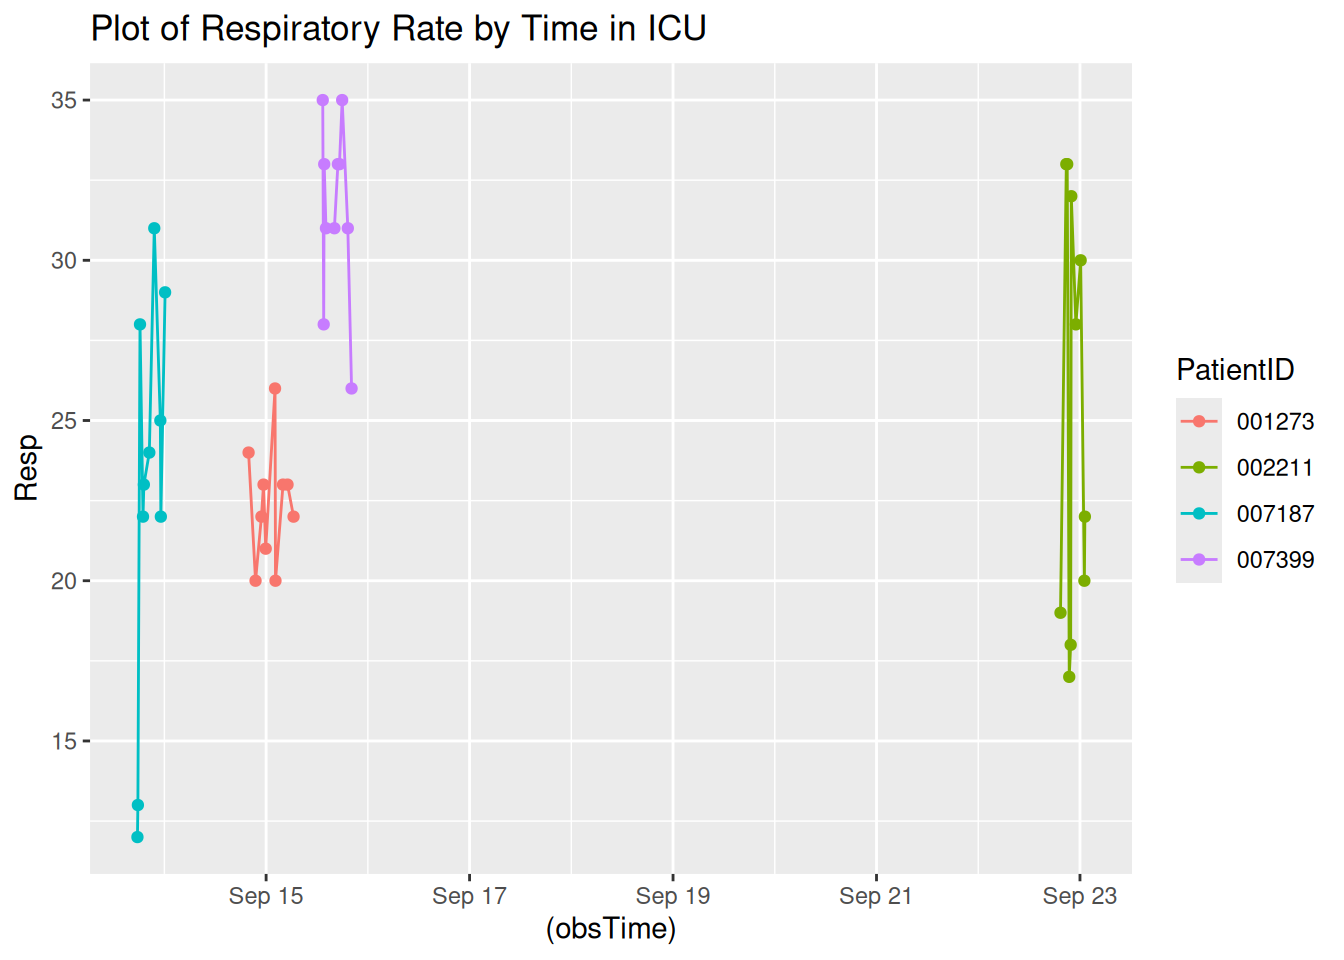 Plot of Respiratory Rate by Time in ICU
35
30
25
20
15
Resp
Sep 15
Sep 17
Sep 19
Sep 21
Sep 23
(obsTime)
PatientID
001273
002211
007187
007399